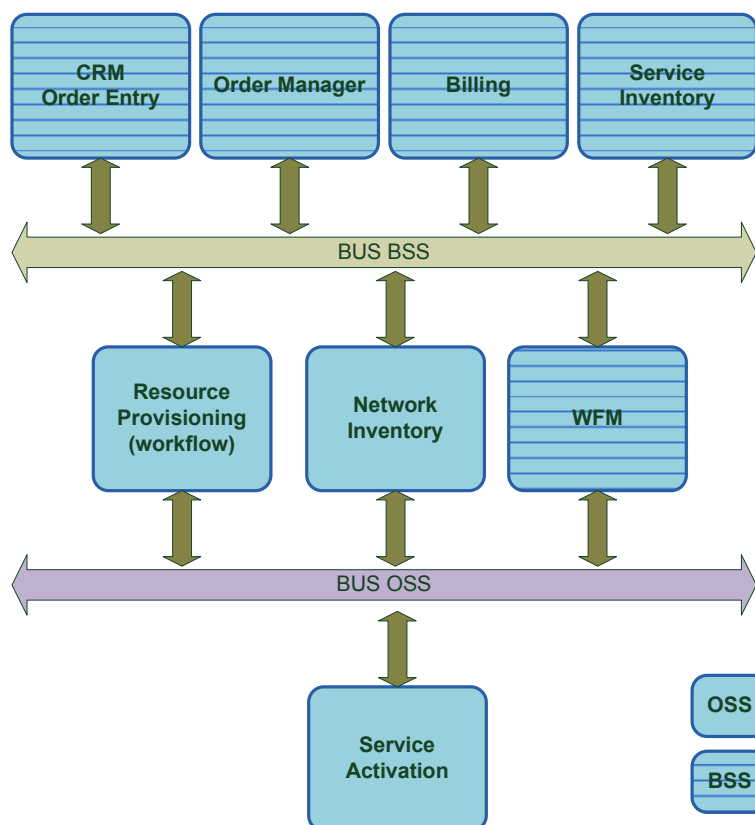 CRM
Order Entry
Order Manager
Billing
Service
Inventory
BUS BSS
Resource
Provisioning
(workflow)
Network
Inventory
WFM
BUS OSS
Service
Activation
OSS
BSS